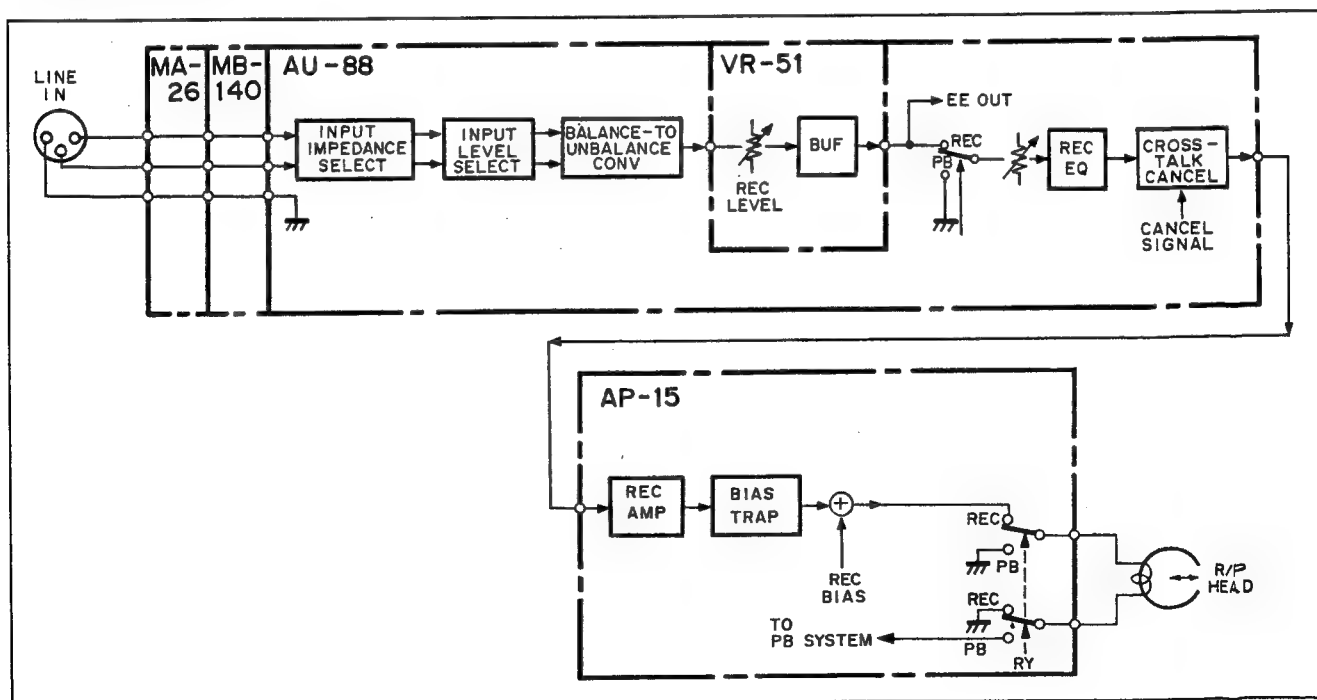 LINE
IN
MA-
26
MB-
140
AU-88
INPUT
IMPEDANCE
SELECT
INPUT
LEVEL
SELECT
BALANCE-TO
UNBALANCE
CONV
VR-51
REC
LEVEL
BUF
EE OUT
REC
PB
REC
EQ
CROSS-
TALK
CANCEL
CANCEL
SIGNAL
AP-15
REC
AMP
BIAS
TRAP
+
REC
BIAS
REC
PB
REC
PB
TO
PB SYSTEM
RY
R/P
HEAD